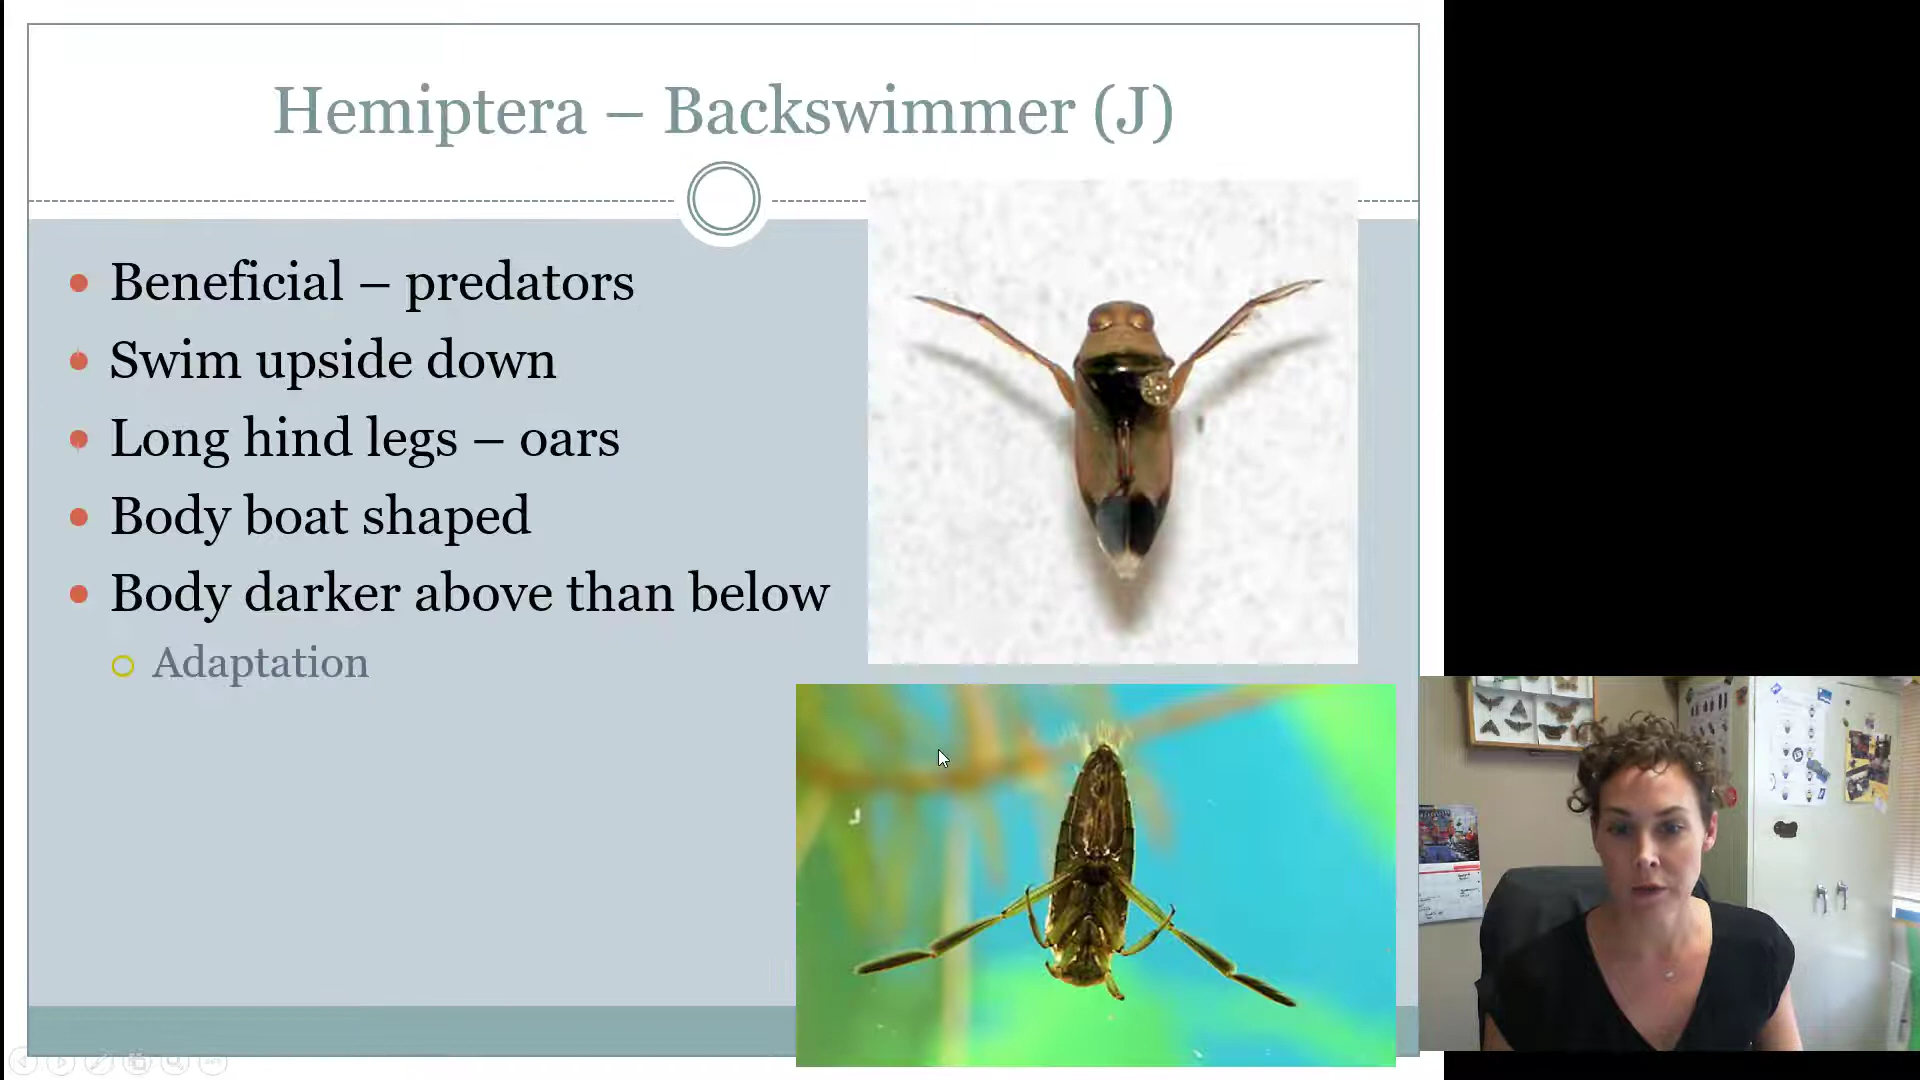 Hemiptera – Backswimmer (J)
Beneficial – predators
Swim upside down
Long hind legs – oars
Body boat shaped
Body darker above than below
Adaptation